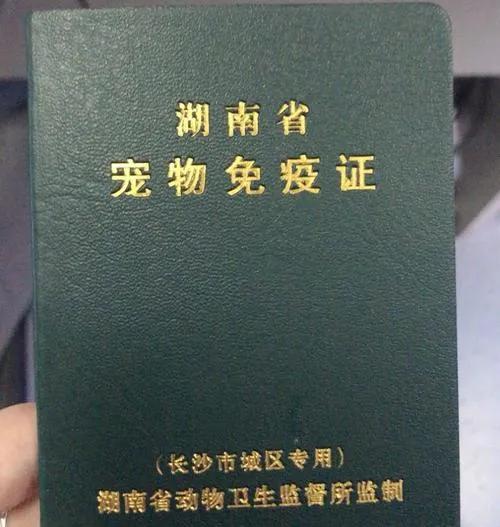 湖南省
宠物免疫证
(长沙市城区专用)
湖南省动物卫生监督所监制